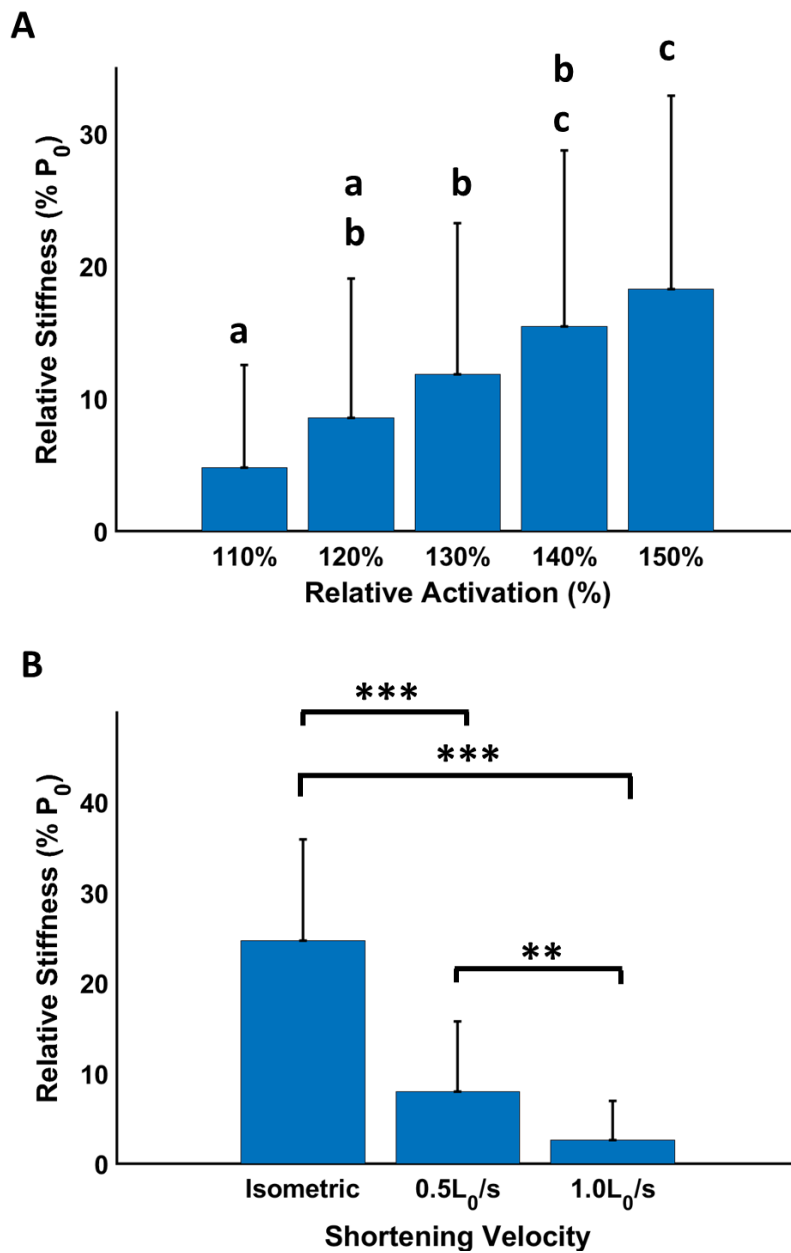 A
Relative Stiffness (% P0)
30
20
10
0
a
a
b
b
b
c
c
110% 120% 130% 140% 150%
Relative Activation (%)
B
Relative Stiffness (% P0)
40
30
20
10
0
***
***
**
Isometric 0.5L0/s 1.0L0/s
Shortening Velocity